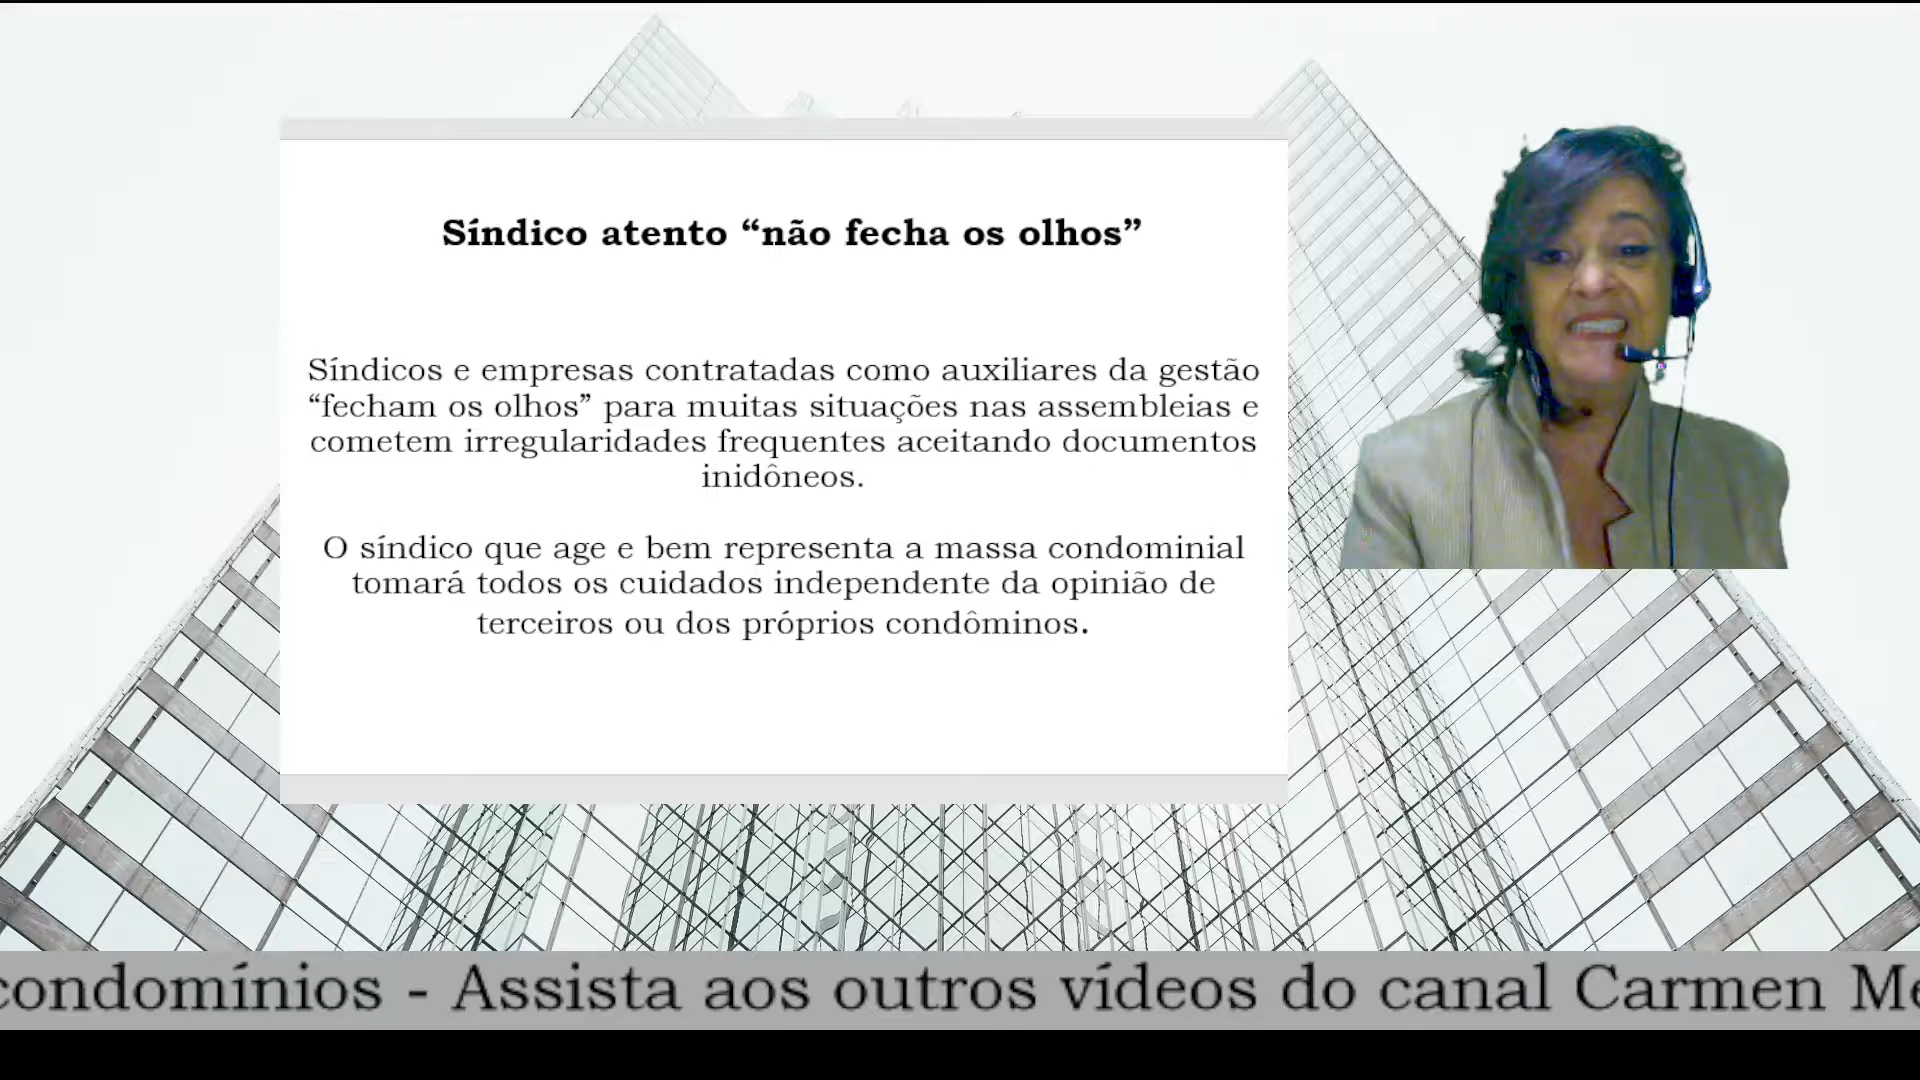 Síndico atento “não fecha os olhos”
Síndicos e empresas contratadas como auxiliares da gestão
“fecham os olhos” para muitas situações nas assembleias e
cometem irregularidades frequentes aceitando documentos
inidôneos.
O síndico que age e bem representa a massa condominial
tomará todos os cuidados independente da opinião de
terceiros ou dos próprios condôminos.
condomínios - Assista aos outros vídeos do canal Carmen